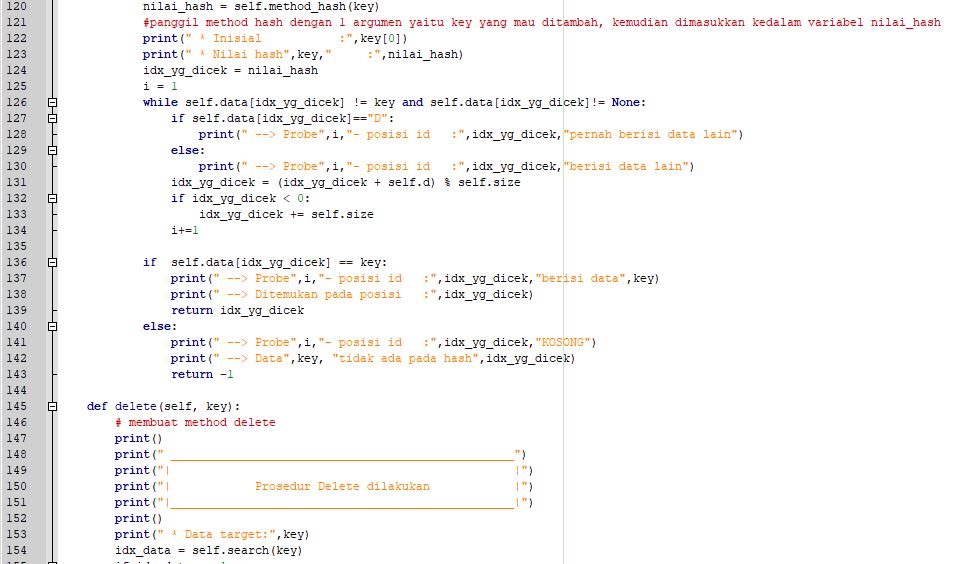 120 nilai_hash = self.method_hash(key)
121 #panggil method hash dengan 1 argumen yaitu key yang mau ditambah, kemudian dimasukkan kedalam variabel nilai_hash
122 print(" * Inisial           :",key[0])
123 print(" * Nilai hash",key,"     :",nilai_hash)
124 idx_yg_dicek = nilai_hash
125 i = 1
126 while self.data[idx_yg_dicek] != key and self.data[idx_yg_dicek]!= None:
127 if self.data[idx_yg_dicek]=="D":
128 print(" --> Probe",i,"- posisi id   :",idx_yg_dicek,"pernah berisi data lain")
129 else:
130 print(" --> Probe",i,"- posisi id   :",idx_yg_dicek,"berisi data lain")
131 idx_yg_dicek = (idx_yg_dicek + self.d) % self.size
132 if idx_yg_dicek < 0:
133 idx_yg_dicek += self.size
134 i+=1
135
136 if  self.data[idx_yg_dicek] == key:
137 print(" --> Probe",i,"- posisi id   :",idx_yg_dicek,"berisi data",key)
138 print(" --> Ditemukan pada posisi   :",idx_yg_dicek)
139 return idx_yg_dicek
140 else:
141 print(" --> Probe",i,"- posisi id   :",idx_yg_dicek,"KOSONG")
142 print(" --> Data",key, "tidak ada pada hash",idx_yg_dicek)
143 return -1
144
145 def delete(self, key):
146 # membuat method delete
147 print()
148 print(" _________________________________________________")
149 print("|                                                 |")
150 print("|            Prosedur Delete dilakukan            |")
151 print("|_________________________________________________|")
152 print()
153 print(" * Data target:",key)
154 idx_data = self.search(key)